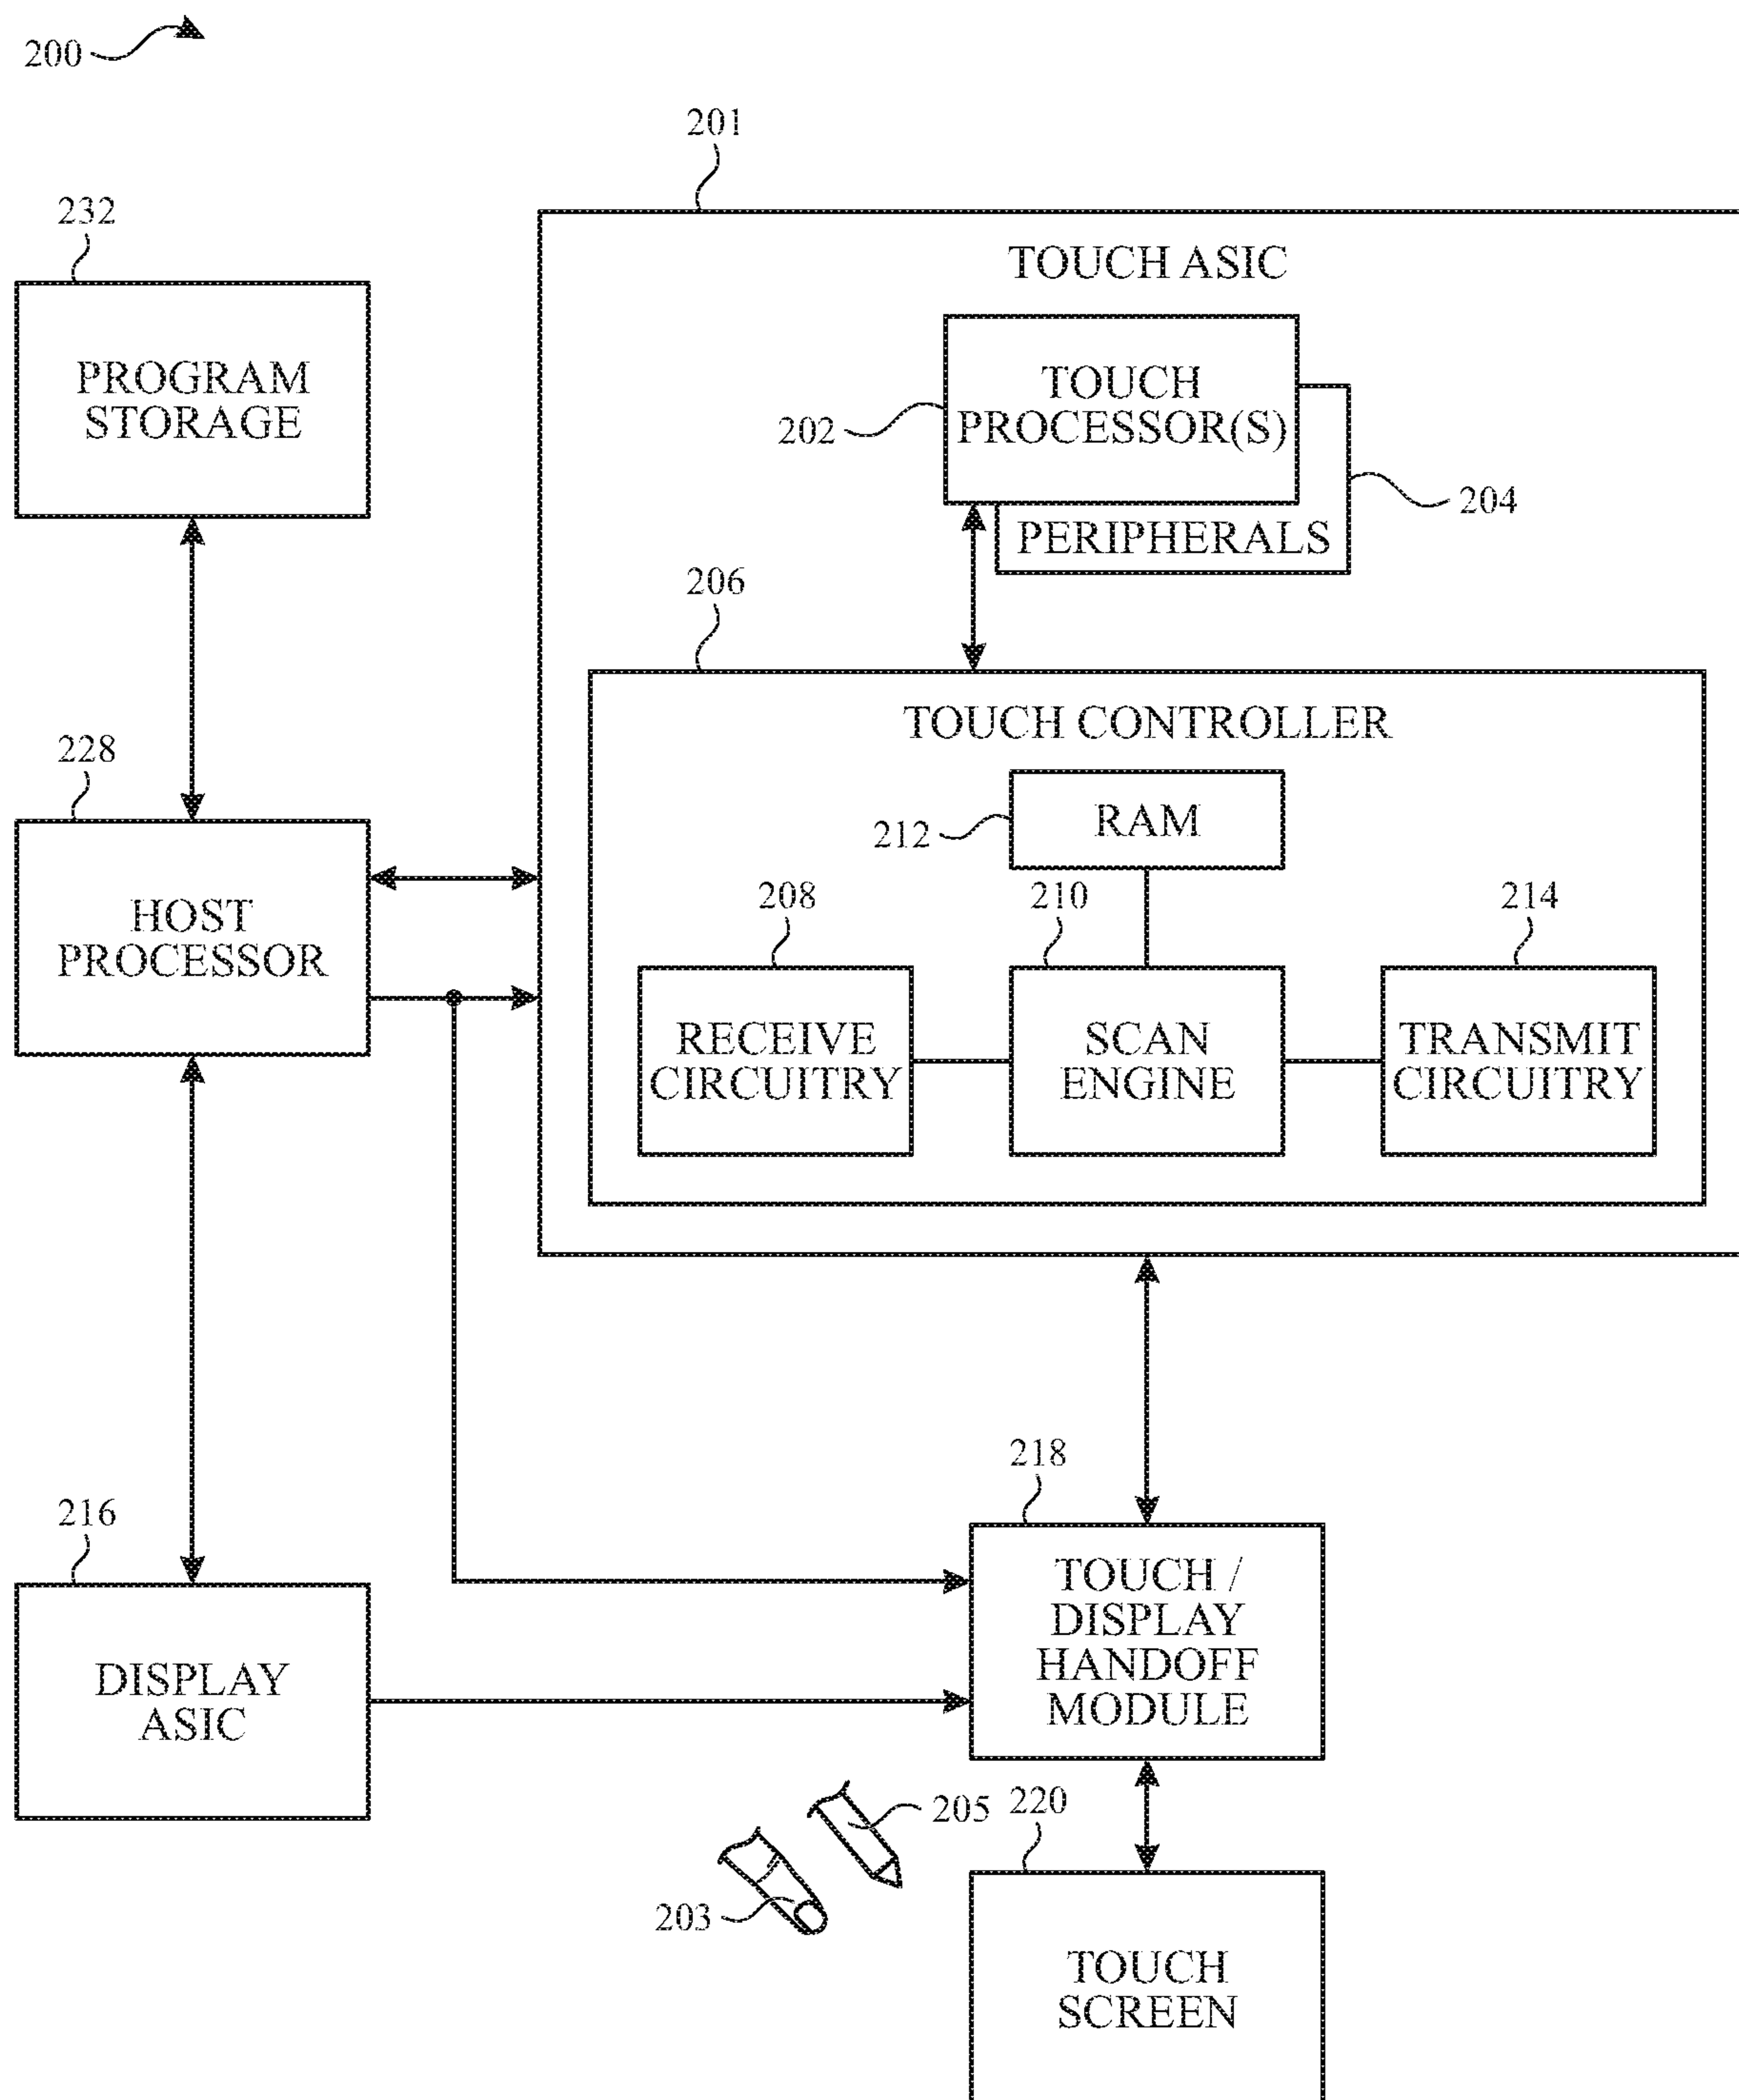 200
201
232
TOUCH ASIC
PROGRAM
STORAGE
TOUCH
PROCESSOR(S)
202
204
PERIPHERALS
206
TOUCH CONTROLLER
228
RAM
212
HOST
PROCESSOR
208
210
214
RECEIVE
CIRCUITRY
SCAN
ENGINE
TRANSMIT
CIRCUITRY
218
216
TOUCH /
DISPLAY
HANDOFF
MODULE
DISPLAY
ASIC
205
220
203
TOUCH
SCREEN